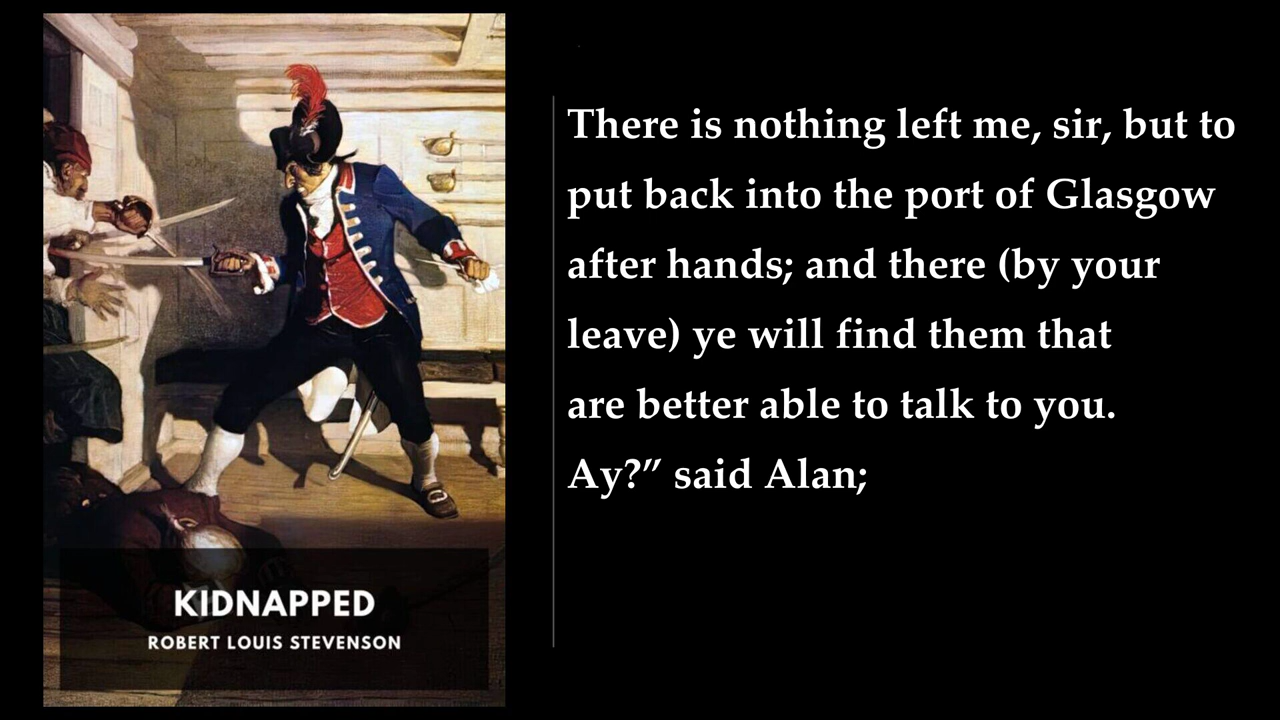 There is nothing left me, sir, but to
put back into the port of Glasgow
after hands; and there (by your
leave) ye will find them that
are better able to talk to you.
Ay?” said Alan;
KIDNAPPED
ROBERT LOUIS STEVENSON